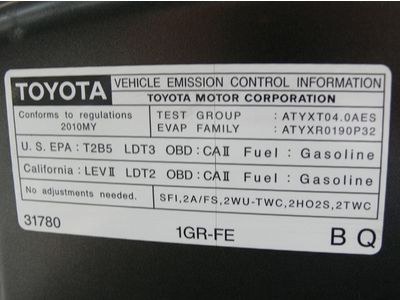 TOYOTA VEHICLE EMISSION CONTROL INFORMATION
TOYOTA MOTOR CORPORATION
Conforms to regulations
2010MY
TEST GROUP : ATYXT04.0AES
EVAP FAMILY : ATYXR0190P32
U.S. EPA : T2B5 LDT3 OBD : CAⅡ Fuel : Gasoline
California : LEVⅡ LDT2 OBD : CAⅡ Fuel : Gasoline
No adjustments needed.
SFI,2A/FS,2WU-TWC,2HO2S,2TWC
31780 1GR-FE B Q